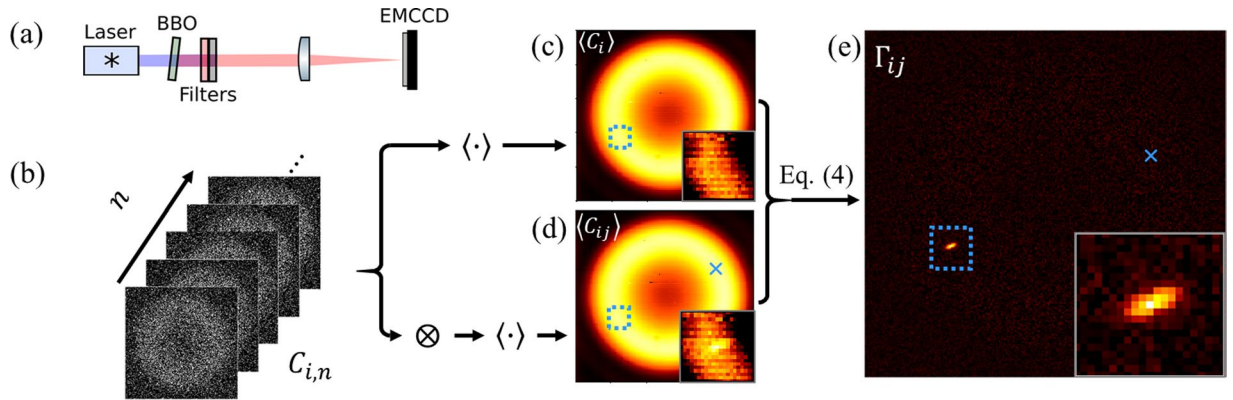 (a)
Laser
*
BBO
Filters
EMCCD
(b)
n
...
C_{i,n}
⟨·⟩
⊗
⟨·⟩
(c)
⟨C_i⟩
(d)
⟨C_{ij}⟩
×
Eq. (4)
(e)
Γ_{ij}
×